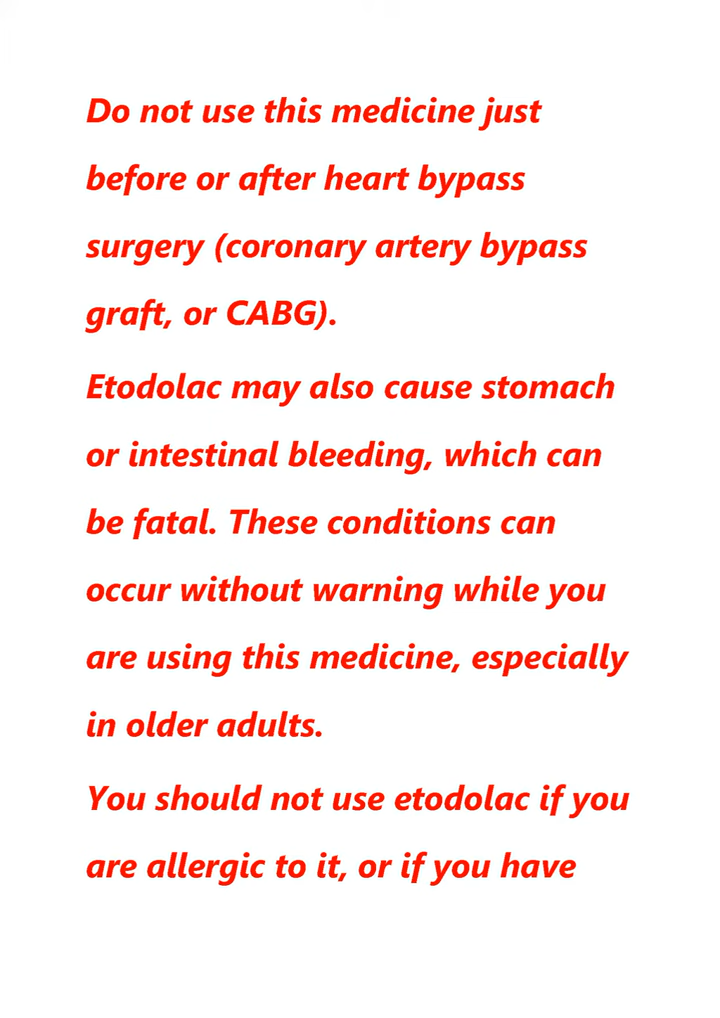 Do not use this medicine just
before or after heart bypass
surgery (coronary artery bypass
graft, or CABG).
Etodolac may also cause stomach
or intestinal bleeding, which can
be fatal. These conditions can
occur without warning while you
are using this medicine, especially
in older adults.
You should not use etodolac if you
are allergic to it, or if you have